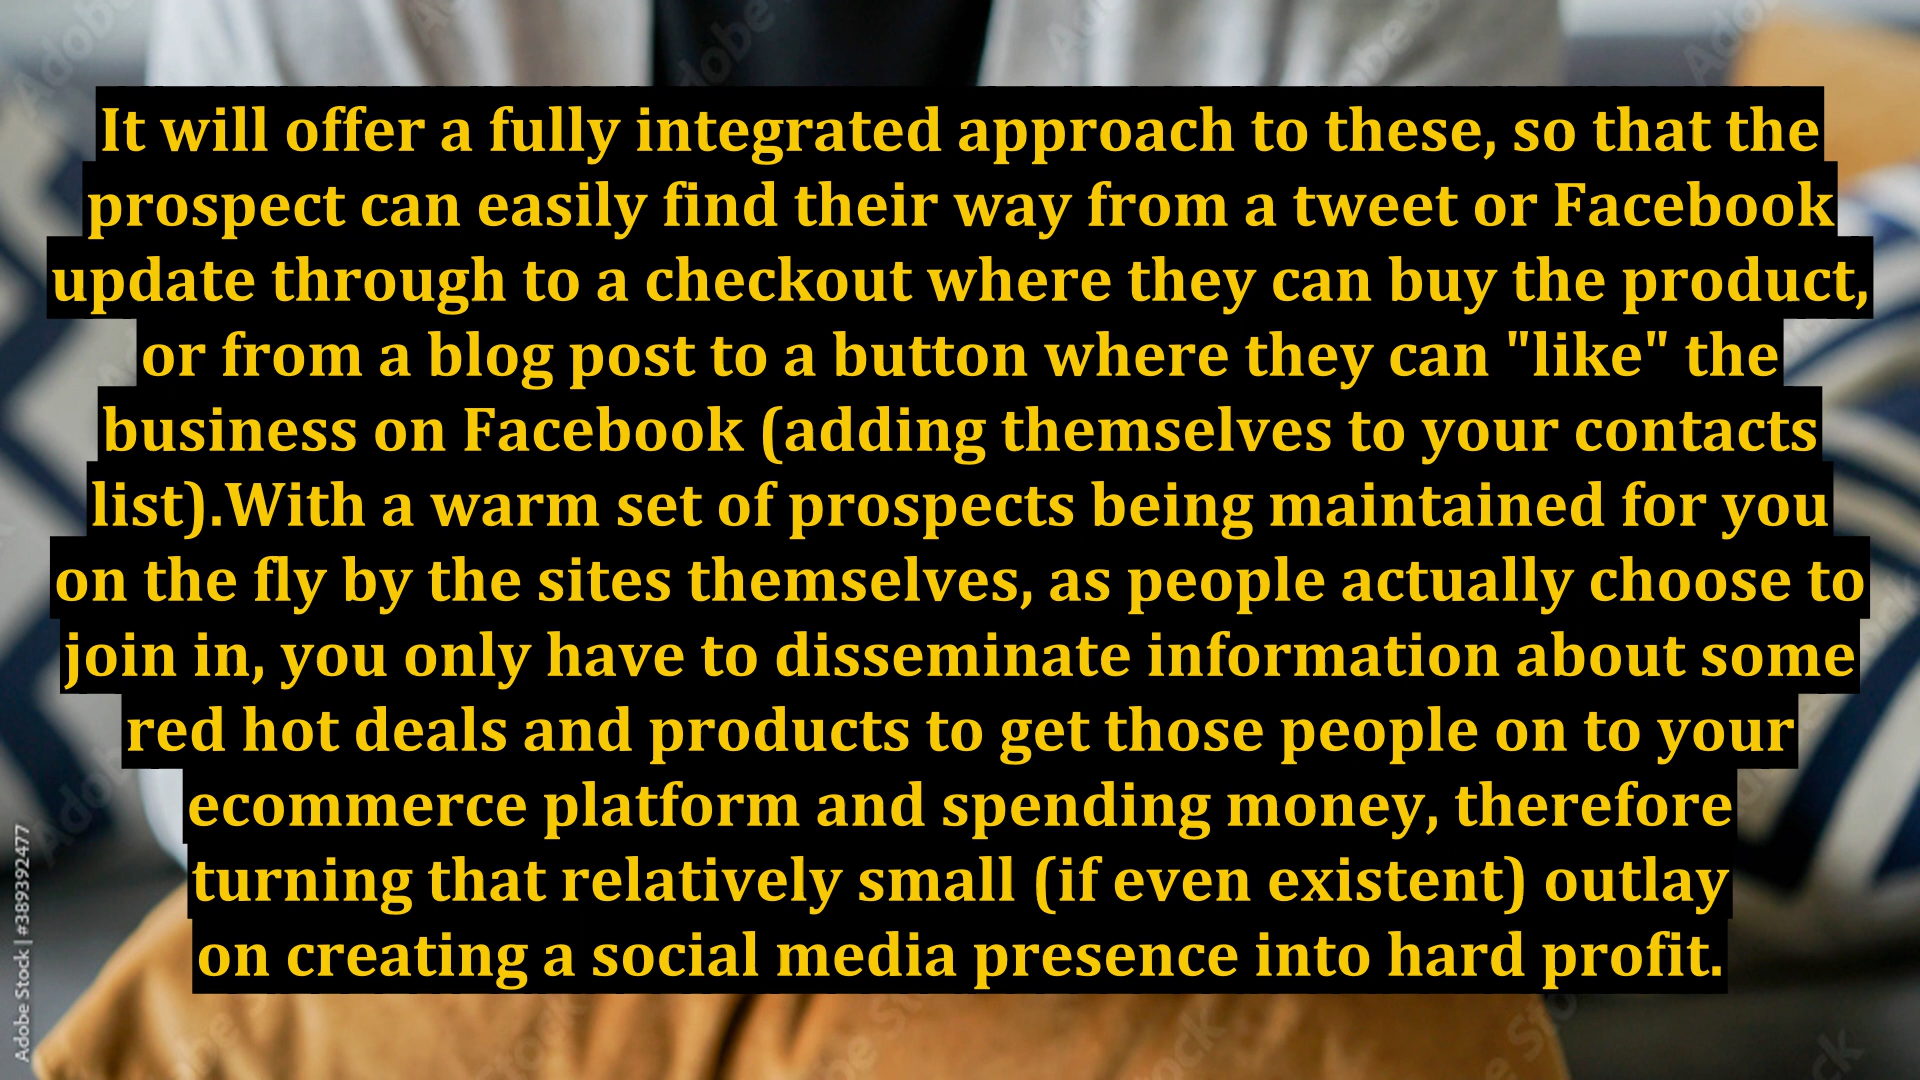 It will offer a fully integrated approach to these, so that the
prospect can easily find their way from a tweet or Facebook
update through to a checkout where they can buy the product,
or from a blog post to a button where they can "like" the
business on Facebook (adding themselves to your contacts
list).With a warm set of prospects being maintained for you
on the fly by the sites themselves, as people actually choose to
join in, you only have to disseminate information about some
red hot deals and products to get those people on to your
ecommerce platform and spending money, therefore
turning that relatively small (if even existent) outlay
on creating a social media presence into hard profit.
Adobe Stock | #389392477